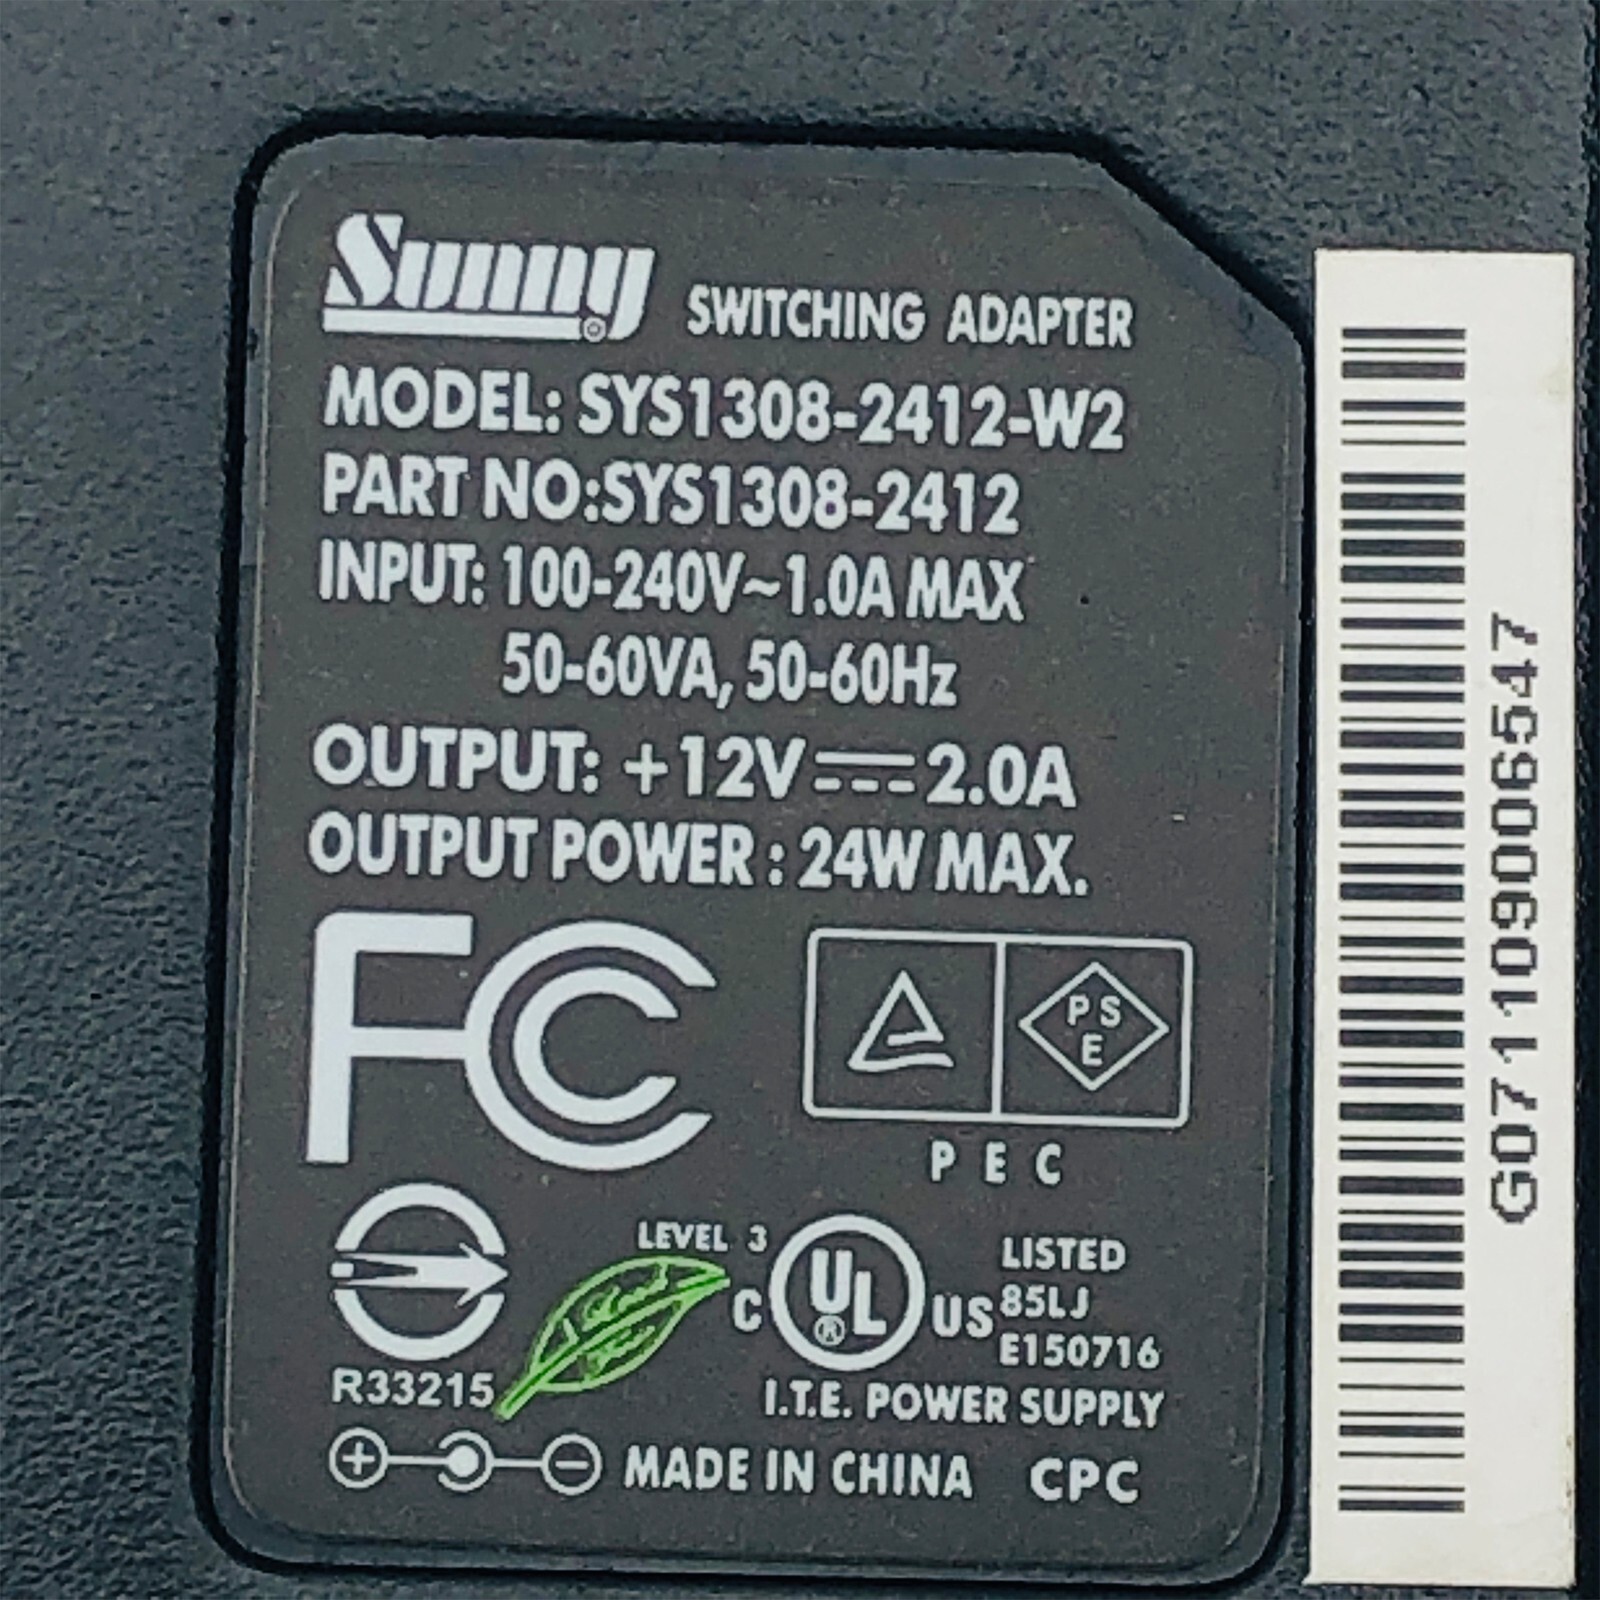 Sunny® SWITCHING ADAPTER
MODEL: SYS1308-2412-W2
PART NO:SYS1308-2412
INPUT: 100-240V~1.0A MAX
50-60VA, 50-60Hz
OUTPUT: +12V⎓2.0A
OUTPUT POWER : 24W MAX.
FC
PS
E
P E C
R33215
LEVEL 3
C UL® US
LISTED
85LJ
E150716
I.T.E. POWER SUPPLY
MADE IN CHINA CPC
G071109006547